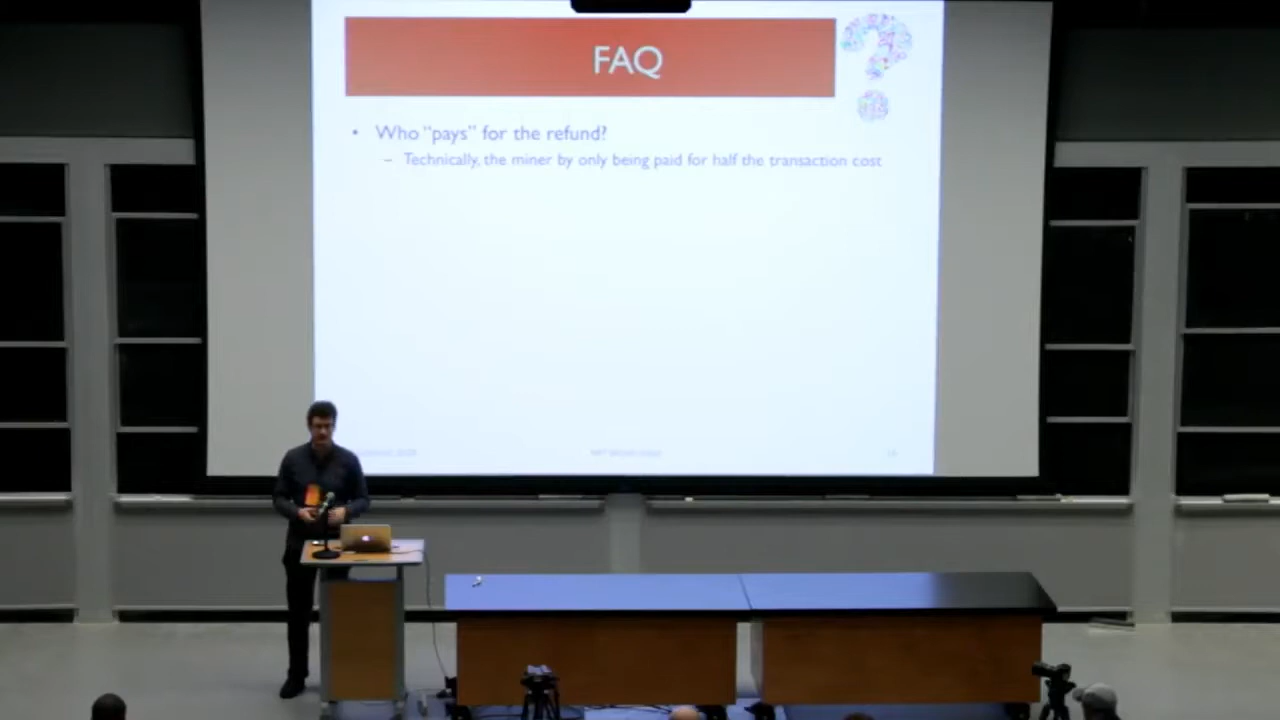 FAQ
• Who “pays” for the refund?
– Technically, the miner by only being paid for half the transaction cost